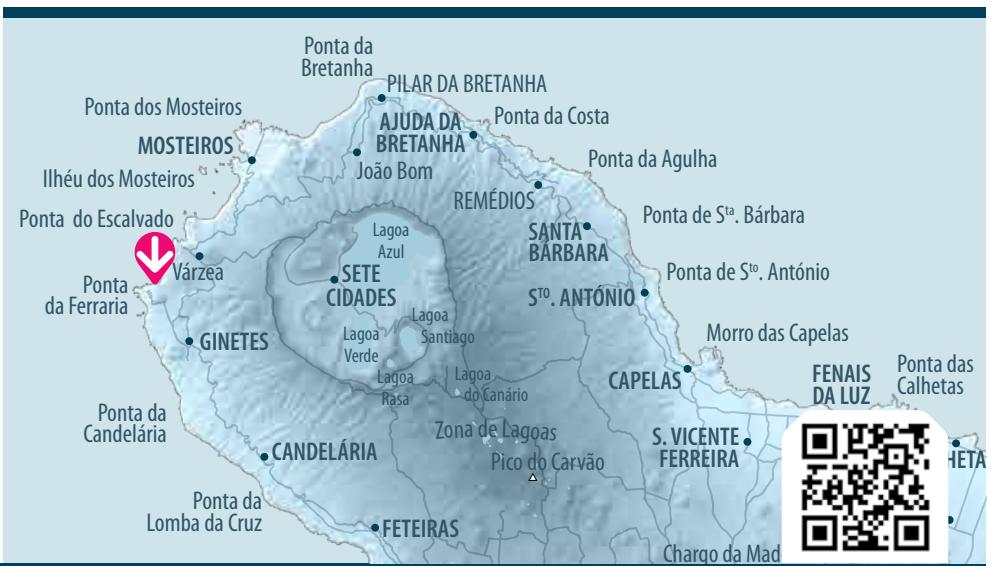 Ponta da
Bretanha
PILAR DA BRETANHA
Ponta dos Mosteiros
AJUDA DA
BRETANHA
Ponta da Costa
MOSTEIROS
João Bom
Ponta da Agulha
Ilhéu dos Mosteiros
REMÉDIOS
Ponta do Escalvado
Lagoa
Azul
SANTA
BÁRBARA
Ponta de Sta. Bárbara
Várzea
SETE
CIDADES
Ponta de Sto. António
Ponta
da Ferraria
STO. ANTÓNIO
GINETES
Lagoa
Verde
Lagoa
Santiago
Morro das Capelas
Lagoa
Rasa
Lagoa
do Canário
CAPELAS
FENAIS
DA LUZ
Ponta das
Calhetas
Ponta da
Candelária
Zona de Lagoas
CANDELÁRIA
S. VICENTE
FERREIRA
HETA
Pico do Carvão
Ponta da
Lomba da Cruz
FETEIRAS
Chargo da Mad